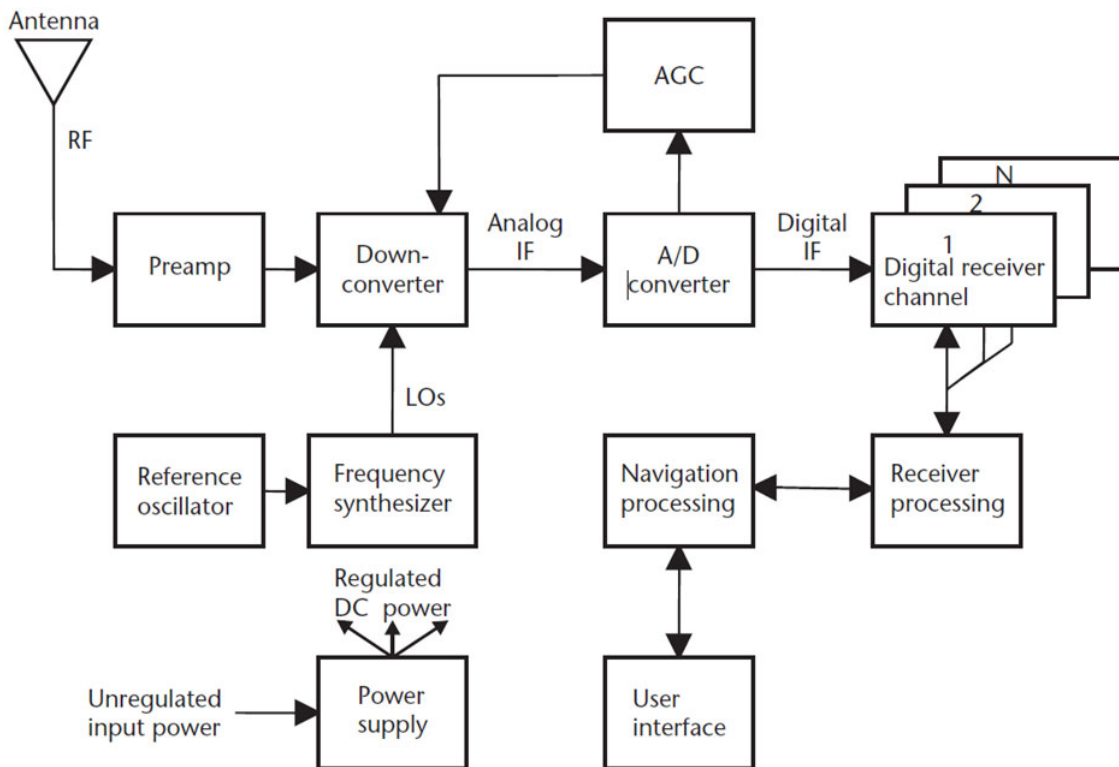 Antenna
RF
AGC
Preamp
Down-
converter
Analog
IF
A/D
converter
Digital
IF
N
2
1
Digital receiver
channel
LOs
Reference
oscillator
Frequency
synthesizer
Navigation
processing
Receiver
processing
Regulated
DC power
Unregulated
input power
Power
supply
User
interface